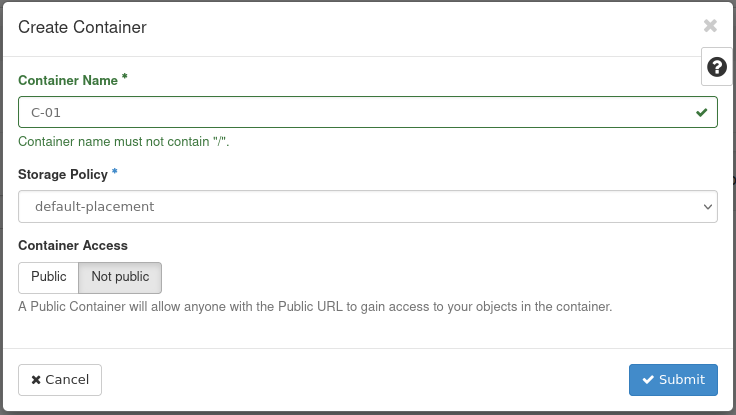 Create Container
Container Name *
C-01
Container name must not contain "/".
Storage Policy *
default-placement
Container Access
Public Not public
A Public Container will allow anyone with the Public URL to gain access to your objects in the container.
Cancel Submit